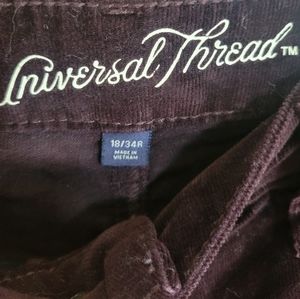 Universal Thread™
18/34R
MADE IN
VIETNAM